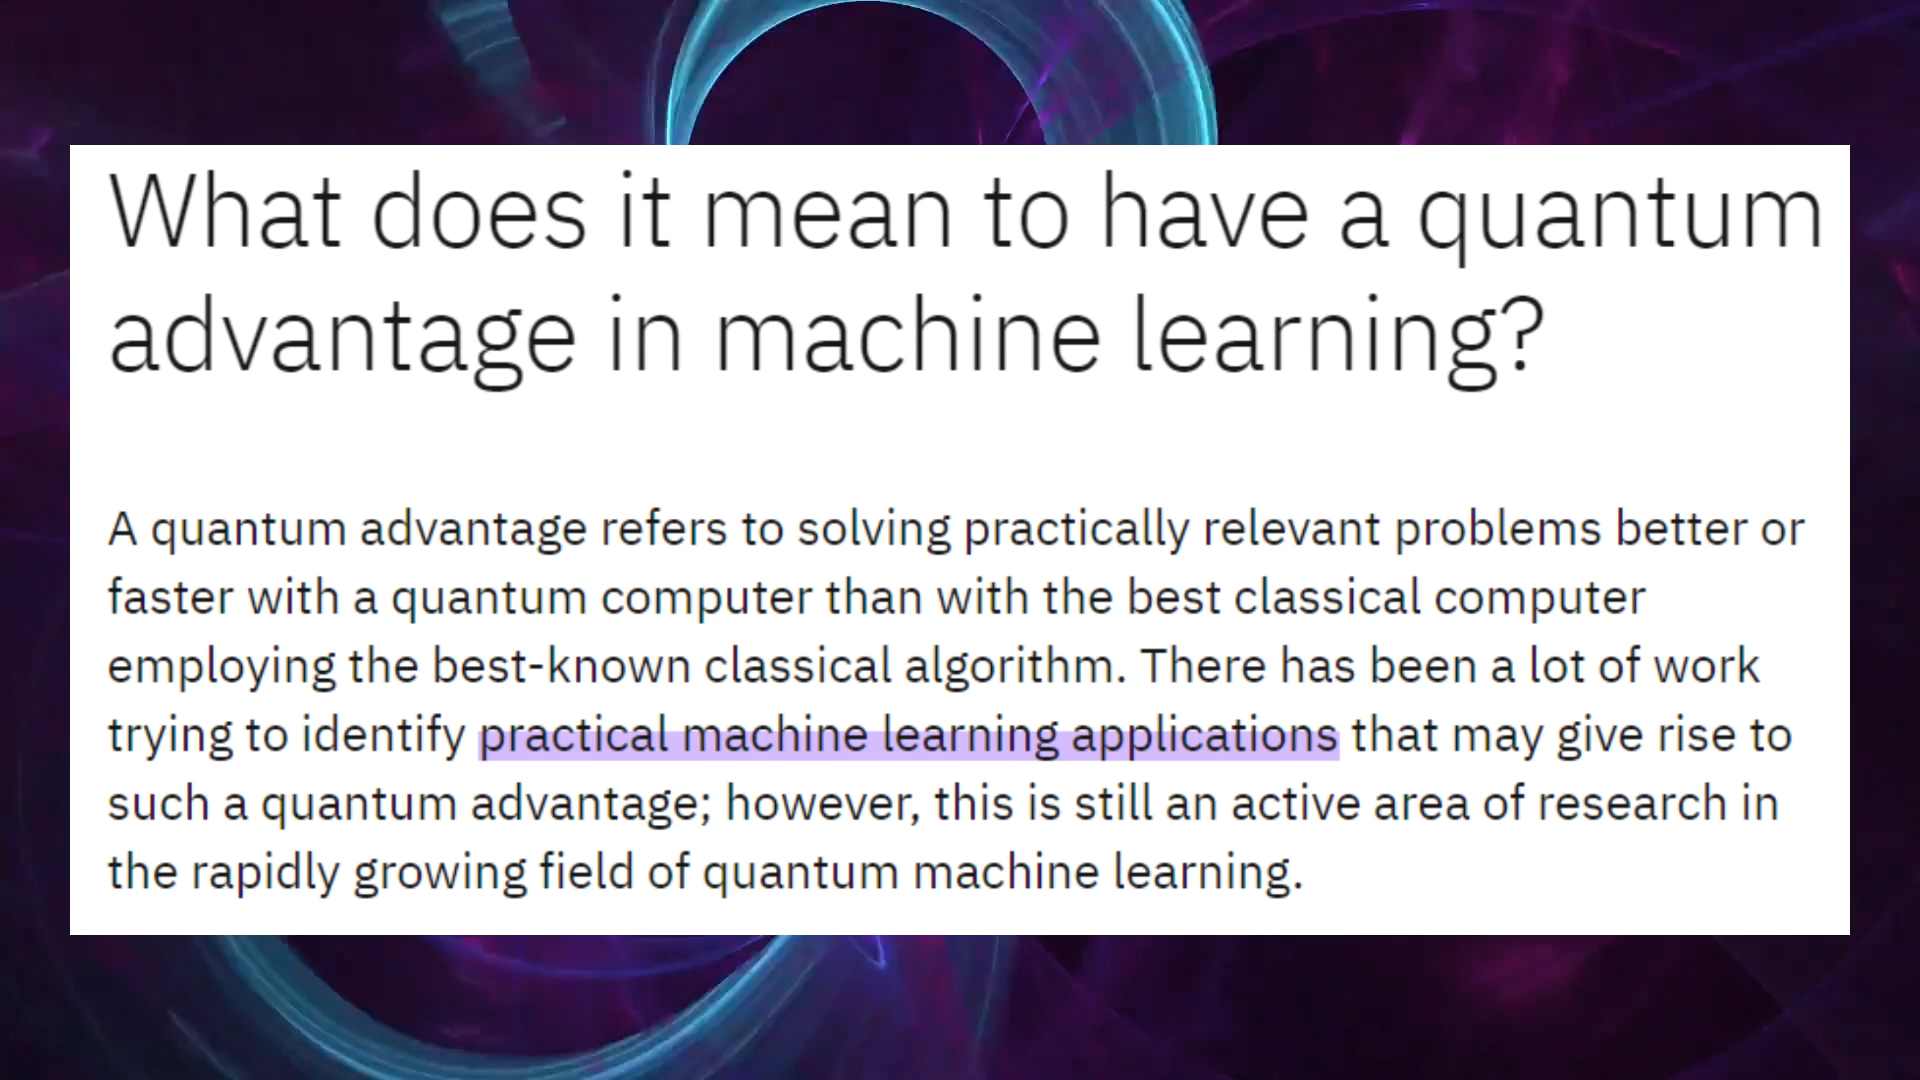 What does it mean to have a quantum
advantage in machine learning?
A quantum advantage refers to solving practically relevant problems better or
faster with a quantum computer than with the best classical computer
employing the best-known classical algorithm. There has been a lot of work
trying to identify practical machine learning applications that may give rise to
such a quantum advantage; however, this is still an active area of research in
the rapidly growing field of quantum machine learning.